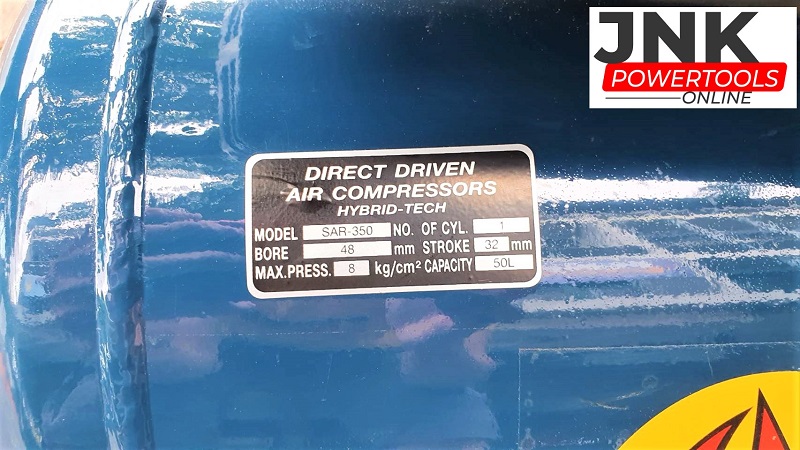 JNK
POWERTOOLS
ONLINE
DIRECT DRIVEN
AIR COMPRESSORS
HYBRID-TECH
MODEL SAR-350 NO. OF CYL. 1
BORE 48 mm STROKE 32 mm
MAX.PRESS. 8 kg/cm² CAPACITY 50L